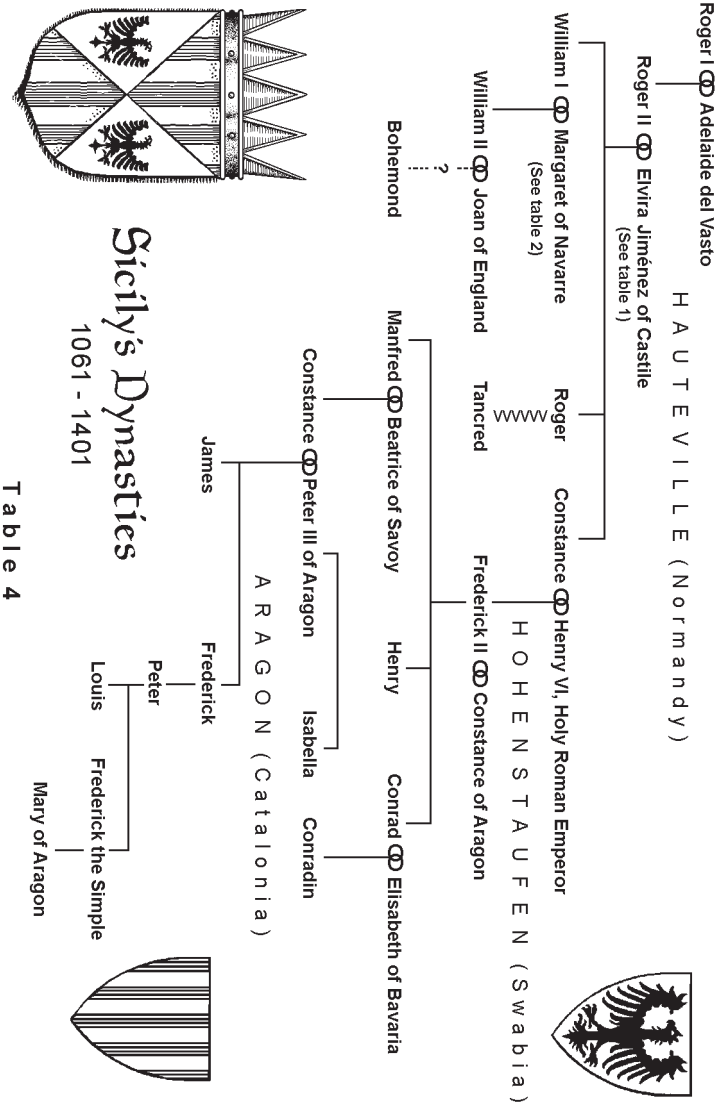 Roger I ⚭ Adelaide del Vasto
HAUTEVILLE (Normandy)
Roger II ⚭ Elvira Jiménez of Castile
(See table 1)
William I ⚭ Margaret of Navarre
(See table 2)
Roger
Constance ⚭ Henry VI, Holy Roman Emperor
HOHENSTAUFEN (Swabia)
William II ⚭ Joan of England
Tancred
Frederick II ⚭ Constance of Aragon
?
Bohemond
Manfred ⚭ Beatrice of Savoy
Henry
Conrad ⚭ Elisabeth of Bavaria
Constance ⚭ Peter III of Aragon
Isabella
Conradin
ARAGON (Catalonia)
James
Frederick
Peter
Louis
Frederick the Simple
Mary of Aragon
Sicily's Dynasties
1061 - 1401
Table 4